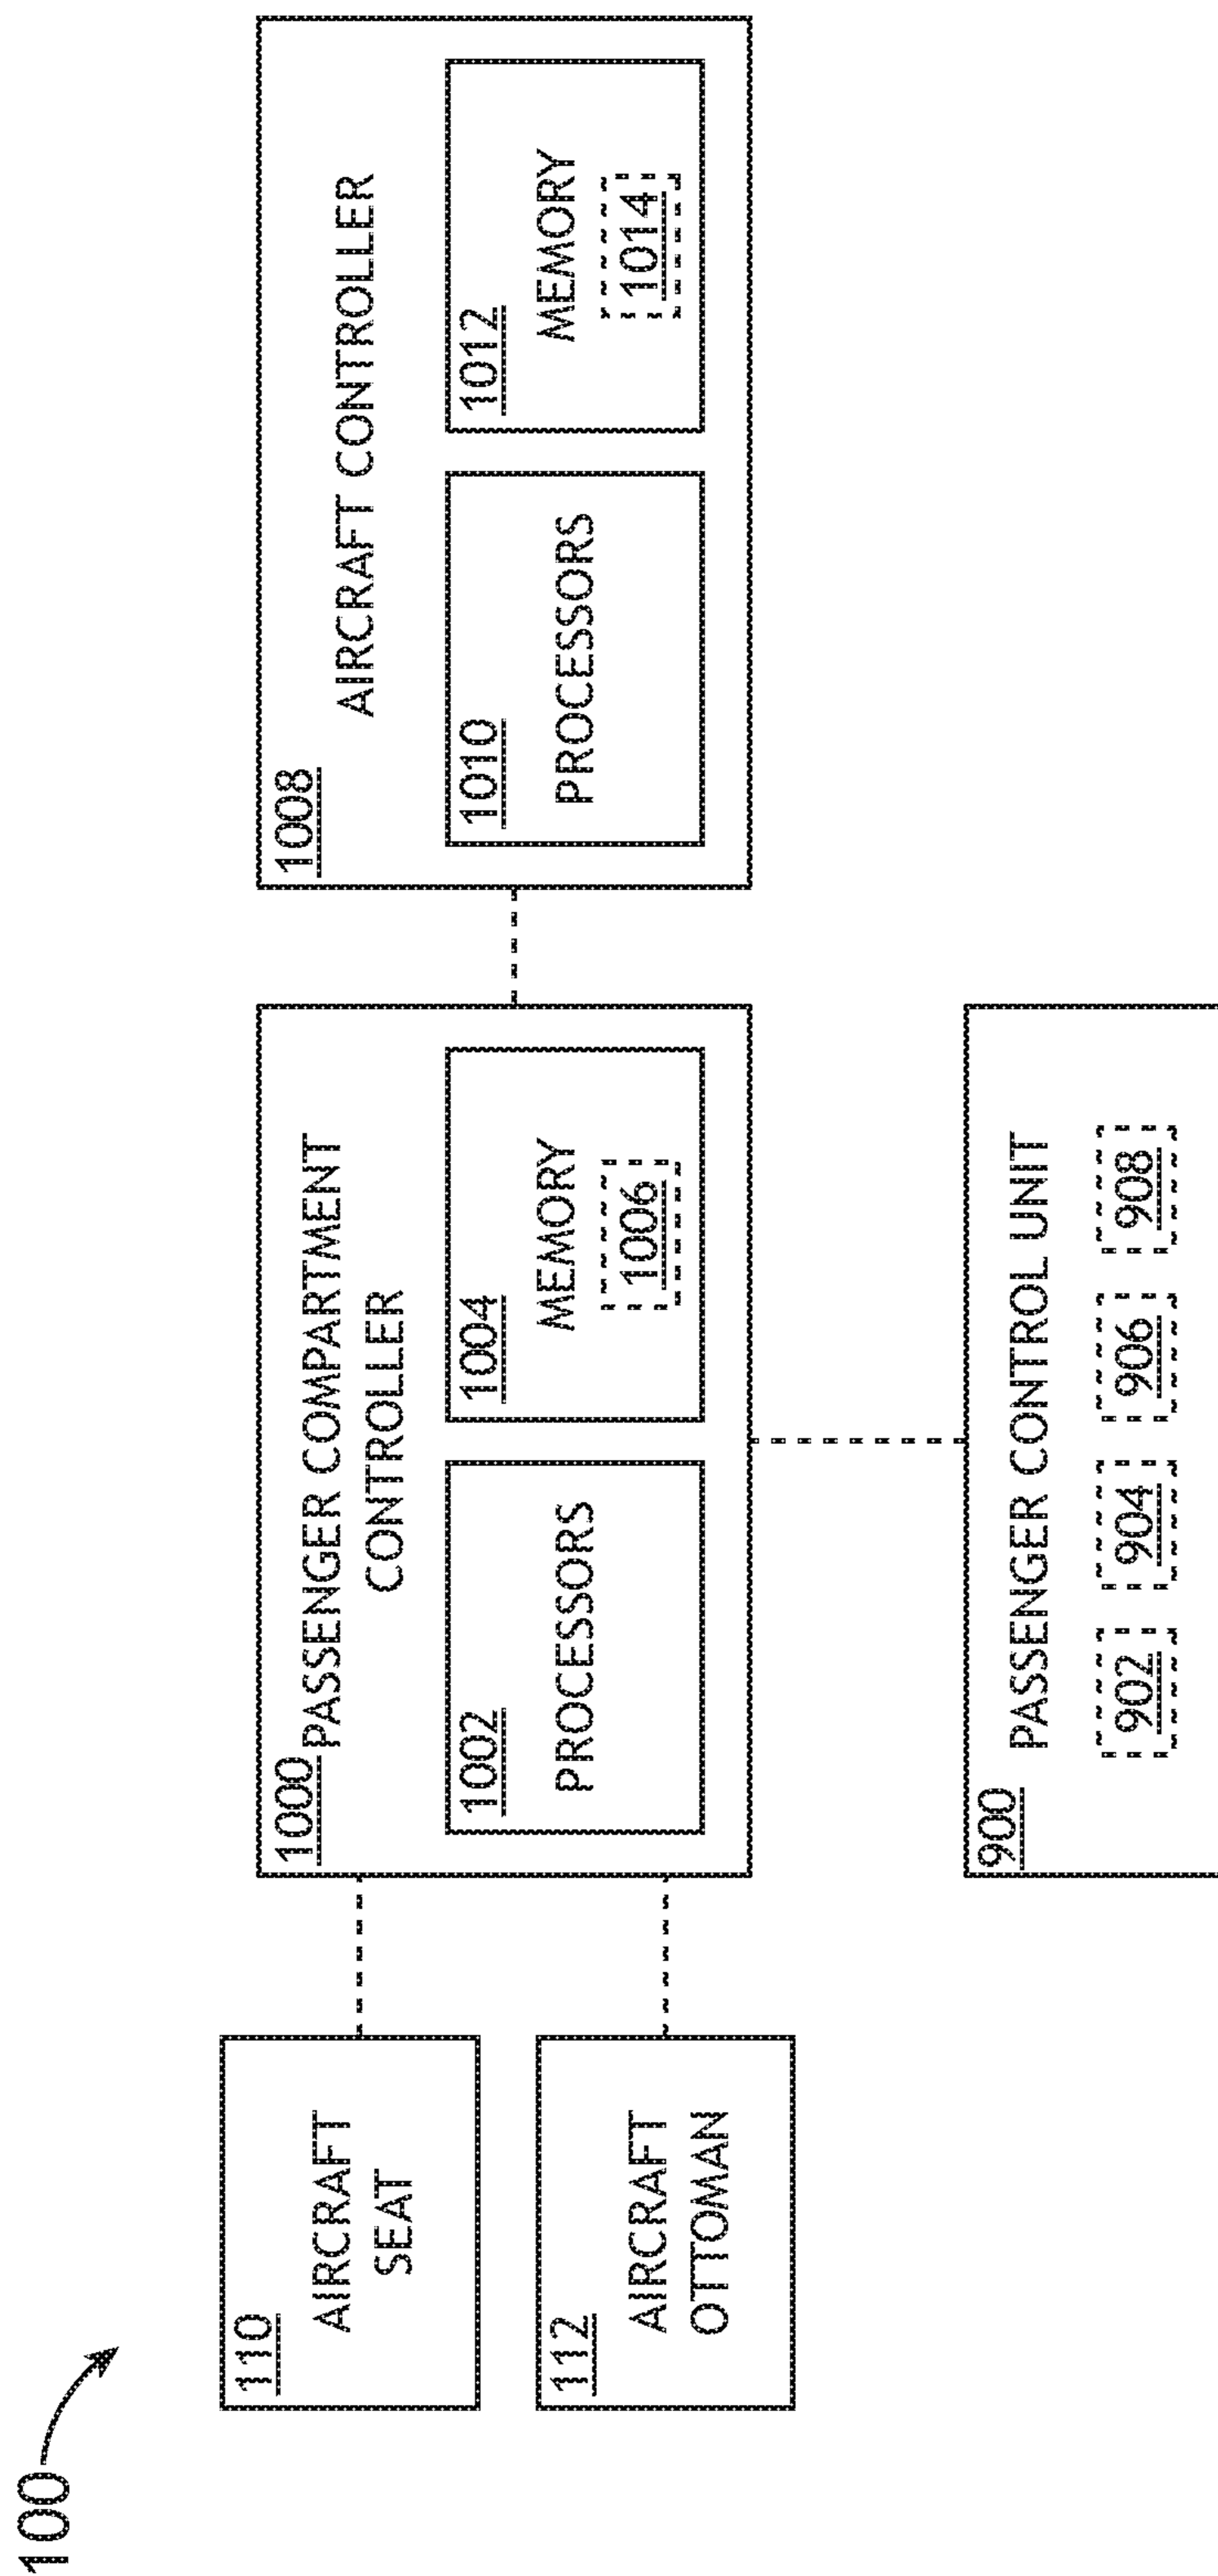 100
110
AIRCRAFT
SEAT
112
AIRCRAFT
OTTOMAN
1000
PASSENGER COMPARTMENT
CONTROLLER
1002
PROCESSORS
1004
MEMORY
1006
1008
AIRCRAFT CONTROLLER
1010
PROCESSORS
1012
MEMORY
1014
900
PASSENGER CONTROL UNIT
902 904 906 908